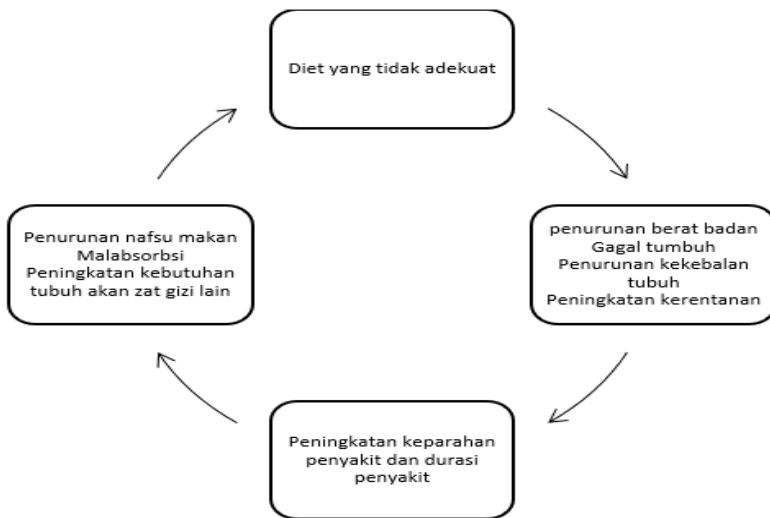 Diet yang tidak adekuat
penurunan berat badan
Gagal tumbuh
Penurunan kekebalan
tubuh
Peningkatan kerentanan
Peningkatan keparahan
penyakit dan durasi
penyakit
Penurunan nafsu makan
Malabsorbsi
Peningkatan kebutuhan
tubuh akan zat gizi lain